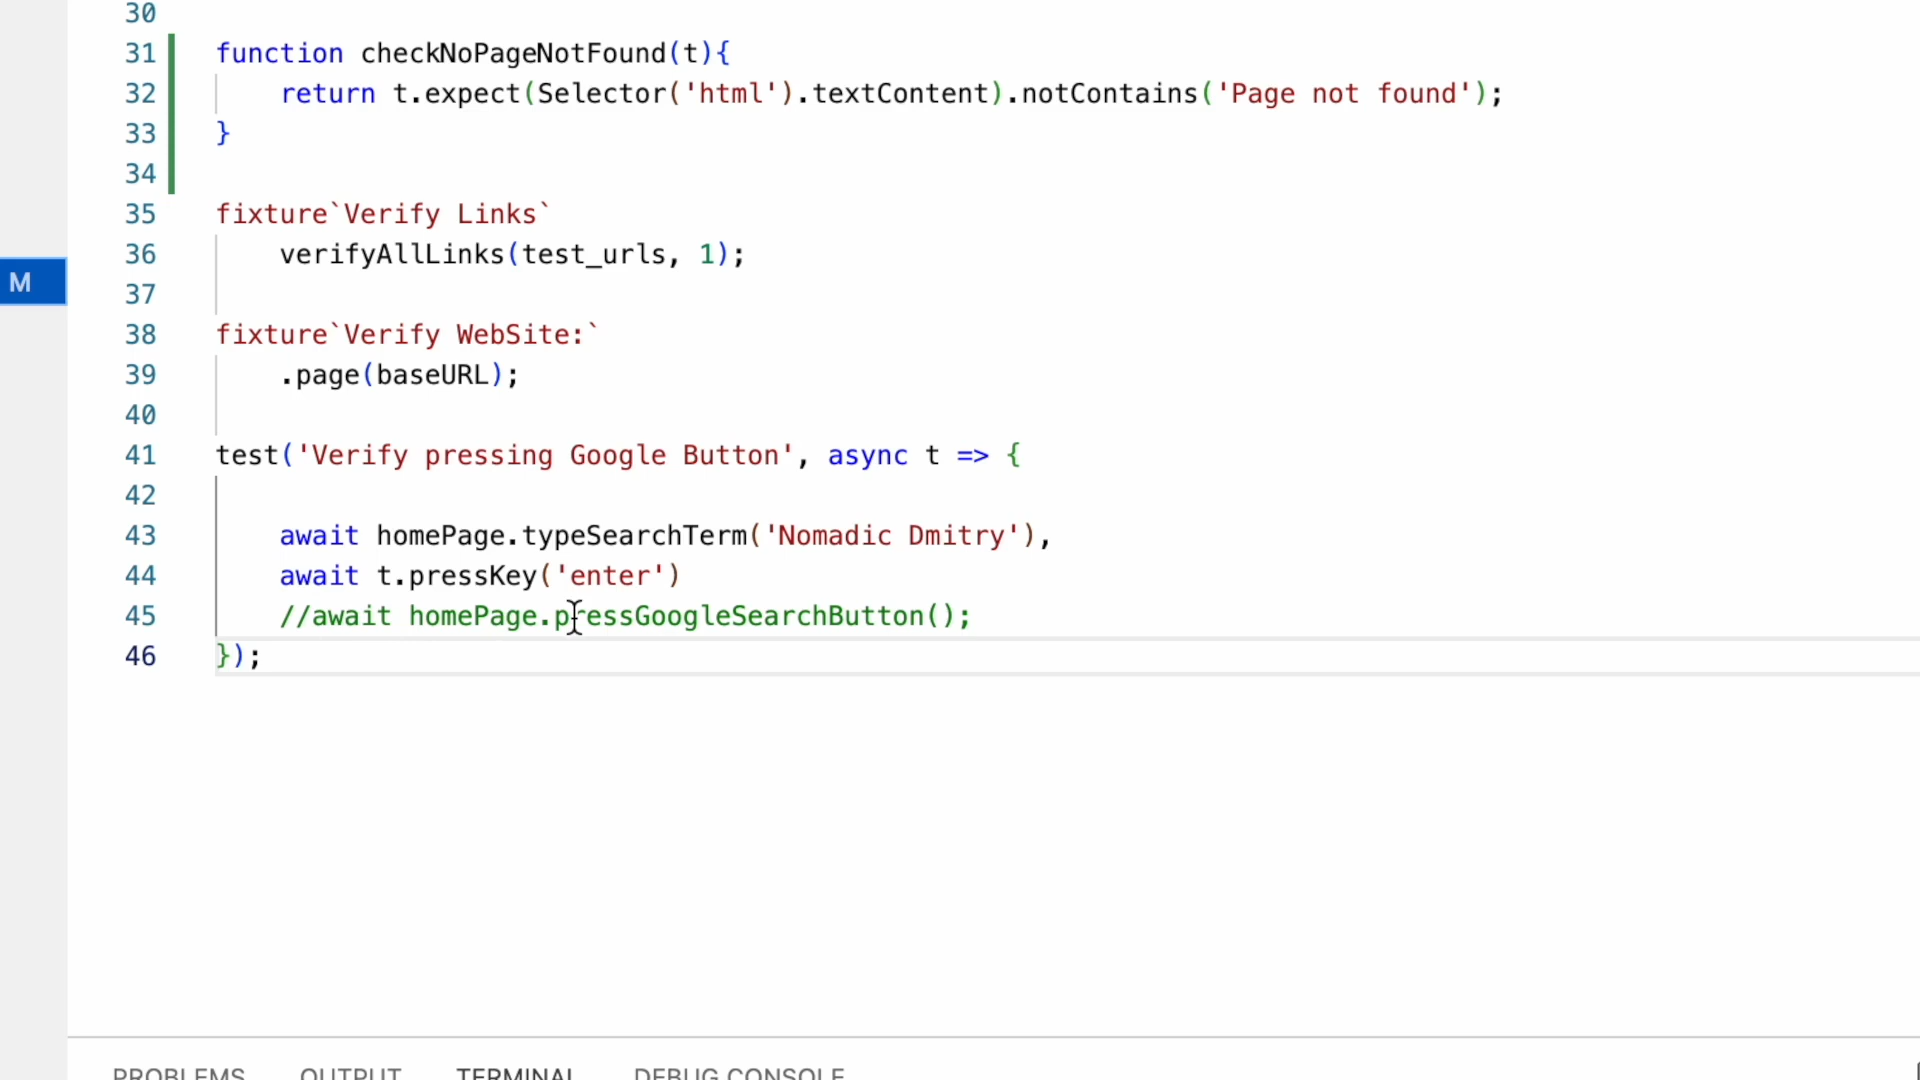 30
31 function checkNoPageNotFound(t){
32 return t.expect(Selector('html').textContent).notContains('Page not found');
33 }
34
35 fixture`Verify Links`
36 verifyAllLinks(test_urls, 1);
M
37
38 fixture`Verify WebSite:`
39 .page(baseURL);
40
41 test('Verify pressing Google Button', async t => {
42
43 await homePage.typeSearchTerm('Nomadic Dmitry'),
44 await t.pressKey('enter')
45 //await homePage.pressGoogleSearchButton();
46 });
PROBLEMS OUTPUT TERMINAL DEBUG CONSOLE